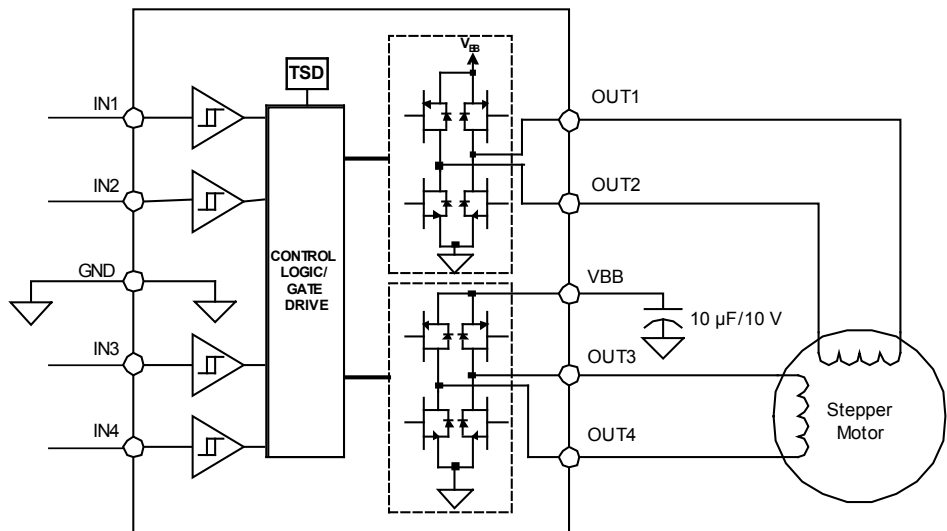 V_BB
TSD
IN1
OUT1
IN2
OUT2
CONTROL
LOGIC/
GATE
DRIVE
GND
VBB
10 µF/10 V
IN3
OUT3
Stepper
Motor
IN4
OUT4